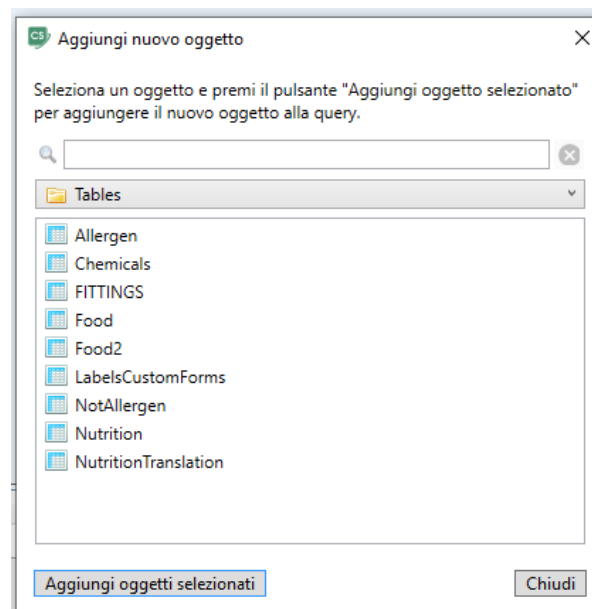 CS Aggiungi nuovo oggetto
Seleziona un oggetto e premi il pulsante "Aggiungi oggetto selezionato"
per aggiungere il nuovo oggetto alla query.
Tables
Allergen
Chemicals
FITTINGS
Food
Food2
LabelsCustomForms
NotAllergen
Nutrition
NutritionTranslation
Aggiungi oggetti selezionati
Chiudi